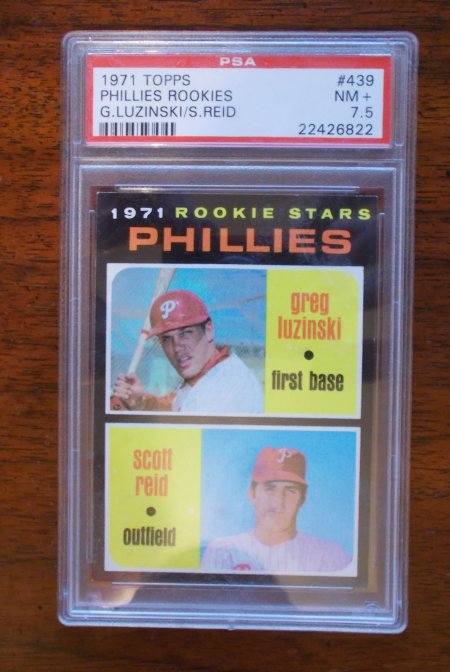 PSA
1971 TOPPS #439
PHILLIES ROOKIES NM+
G.LUZINSKI/S.REID 7.5
22426822
1971 ROOKIE STARS
PHILLIES
P
greg
luzinski
first base
scott
reid
outfield
P